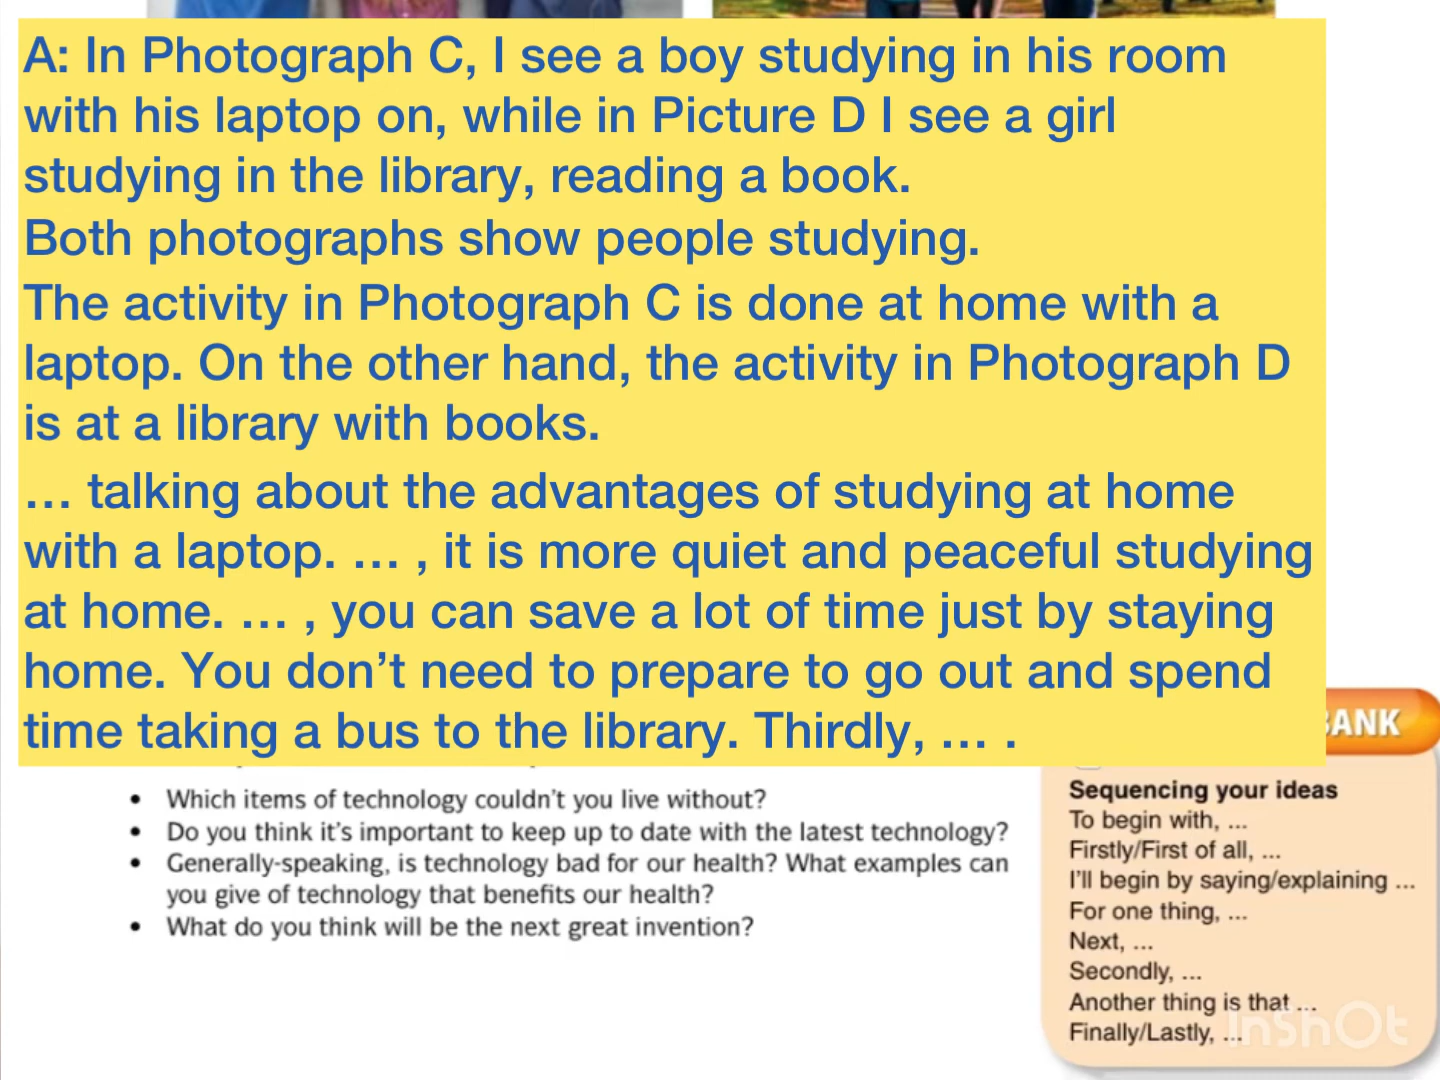 A: In Photograph C, I see a boy studying in his room
with his laptop on, while in Picture D I see a girl
studying in the library, reading a book.
Both photographs show people studying.
The activity in Photograph C is done at home with a
laptop. On the other hand, the activity in Photograph D
is at a library with books.
… talking about the advantages of studying at home
with a laptop. … , it is more quiet and peaceful studying
at home. … , you can save a lot of time just by staying
home. You don’t need to prepare to go out and spend
time taking a bus to the library. Thirdly, … .
BANK
• Which items of technology couldn’t you live without?
• Do you think it’s important to keep up to date with the latest technology?
• Generally-speaking, is technology bad for our health? What examples can
you give of technology that benefits our health?
• What do you think will be the next great invention?
Sequencing your ideas
To begin with, ...
Firstly/First of all, ...
I’ll begin by saying/explaining ...
For one thing, ...
Next, ...
Secondly, ...
Another thing is that ...
Finally/Lastly, ...
InShOt